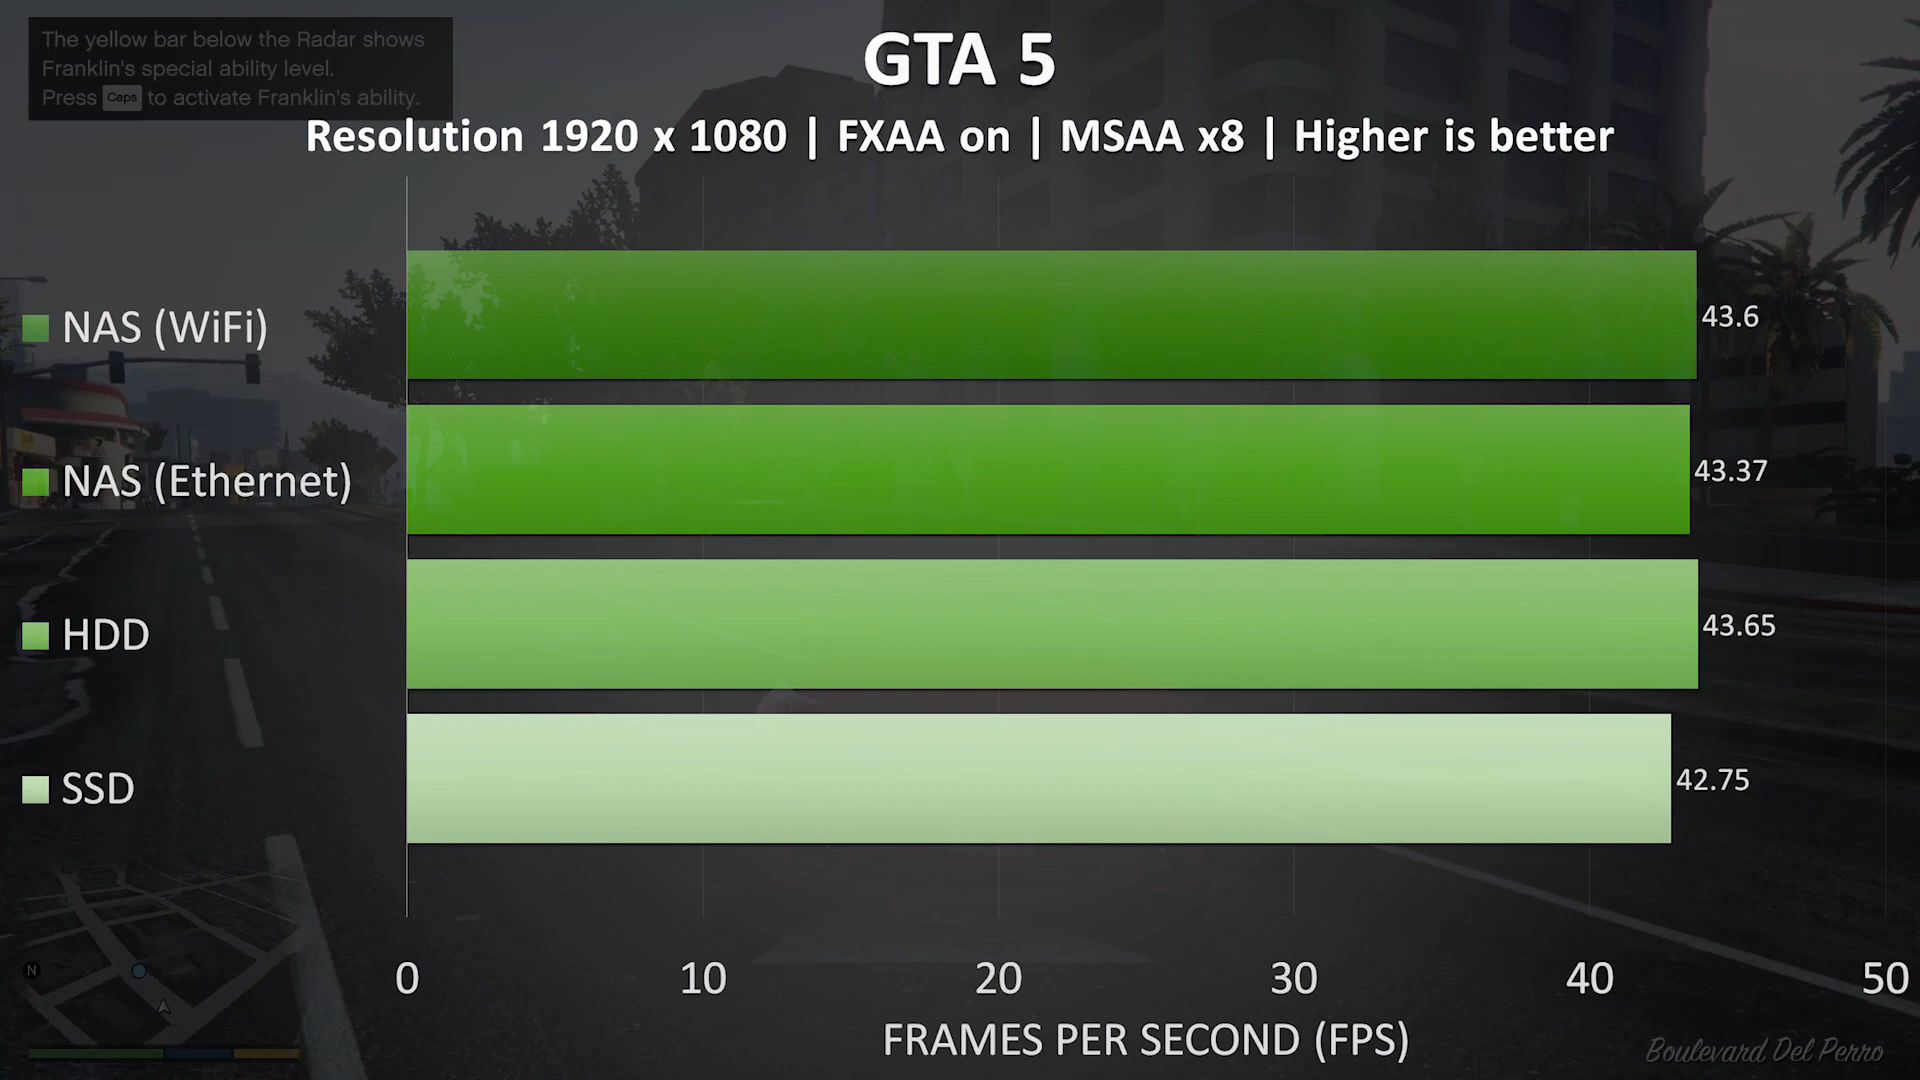 The yellow bar below the Radar shows
Franklin's special ability level.
Press Caps to activate Franklin's ability.
GTA 5
Resolution 1920 x 1080 | FXAA on | MSAA x8 | Higher is better
NAS (WiFi)
43.6
NAS (Ethernet)
43.37
HDD
43.65
SSD
42.75
N
0 10 20 30 40 50
FRAMES PER SECOND (FPS)
Boulevard Del Perro